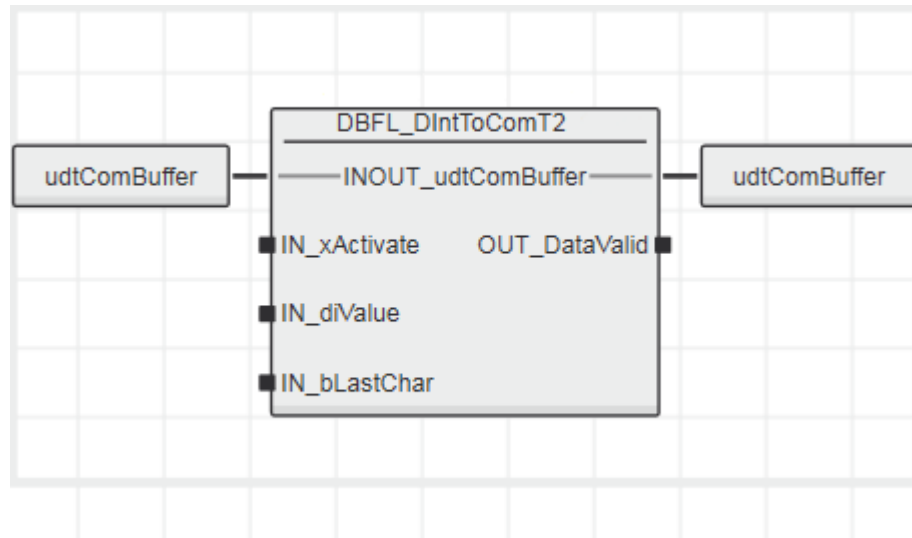 DBFL_DIntToComT2
udtComBuffer INOUT_udtComBuffer udtComBuffer
IN_xActivate OUT_DataValid
IN_diValue
IN_bLastChar